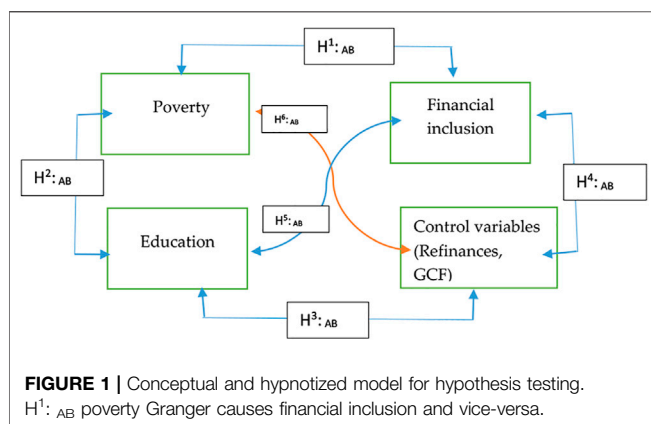 H¹: AB
Poverty
Financial
inclusion
H⁶: AB
H²: AB
H⁴: AB
H⁵: AB
Education
Control variables
(Refinances,
GCF)
H³: AB
FIGURE 1 | Conceptual and hypnotized model for hypothesis testing.
H¹: AB poverty Granger causes financial inclusion and vice-versa.